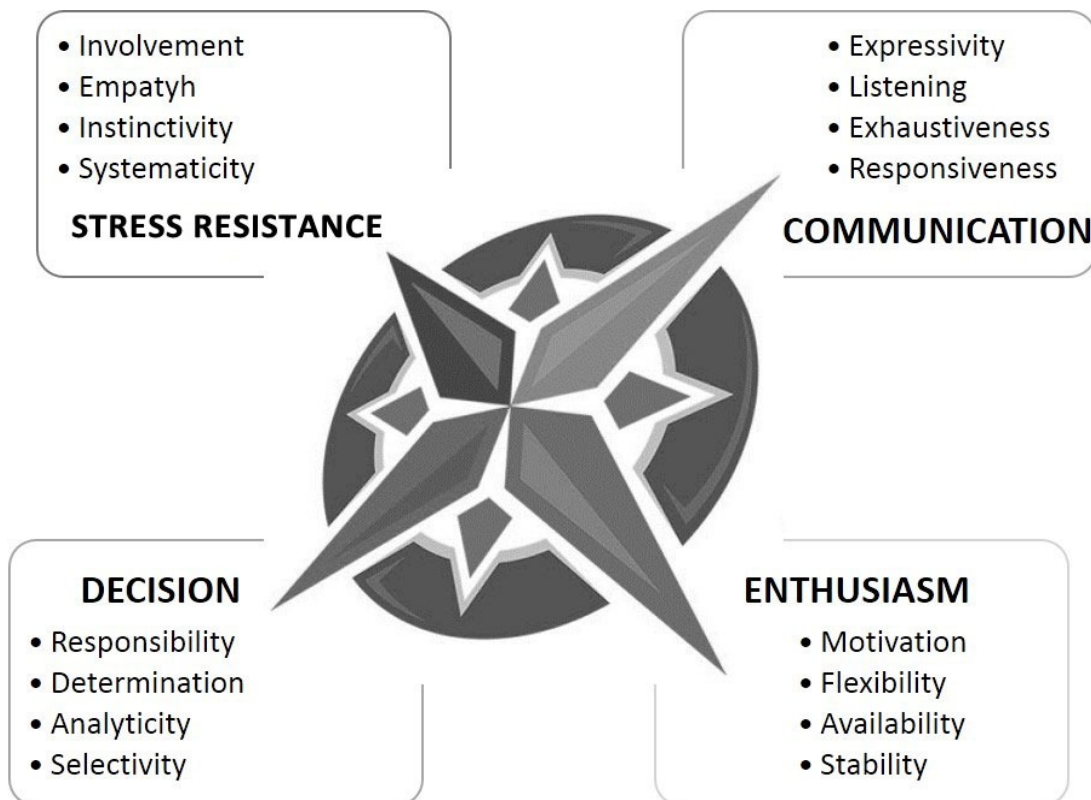 • Involvement
• Empatyh
• Instinctivity
• Systematicity
STRESS RESISTANCE
• Expressivity
• Listening
• Exhaustiveness
• Responsiveness
COMMUNICATION
DECISION
• Responsibility
• Determination
• Analyticity
• Selectivity
ENTHUSIASM
• Motivation
• Flexibility
• Availability
• Stability